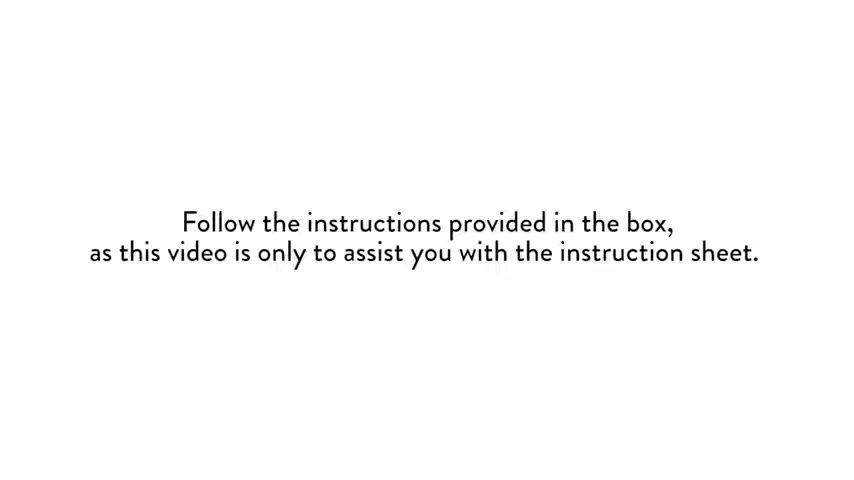 Follow the instructions provided in the box,
as this video is only to assist you with the instruction sheet.